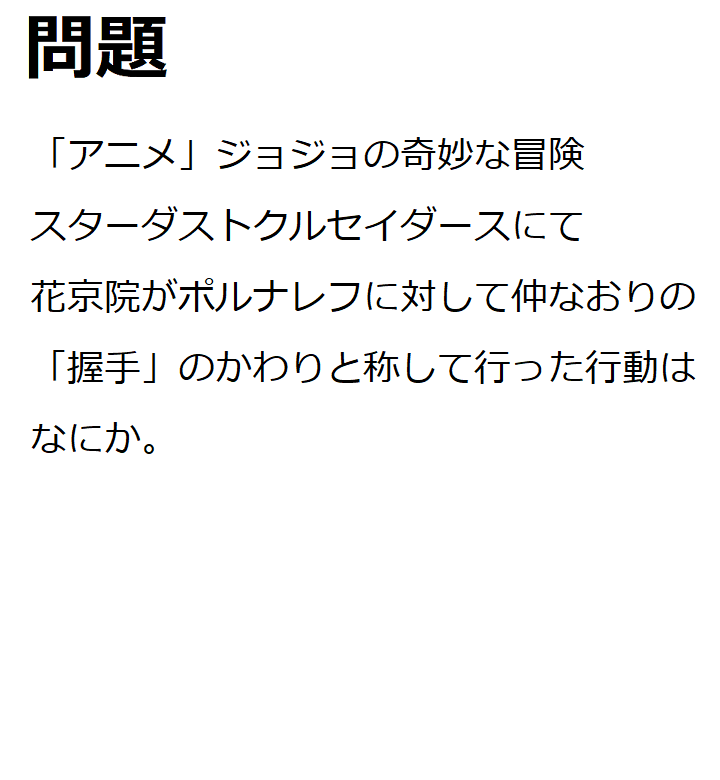 問題
「アニメ」ジョジョの奇妙な冒険
スターダストクルセイダースにて
花京院がポルナレフに対して仲なおりの
「握手」のかわりと称して行った行動は
なにか。